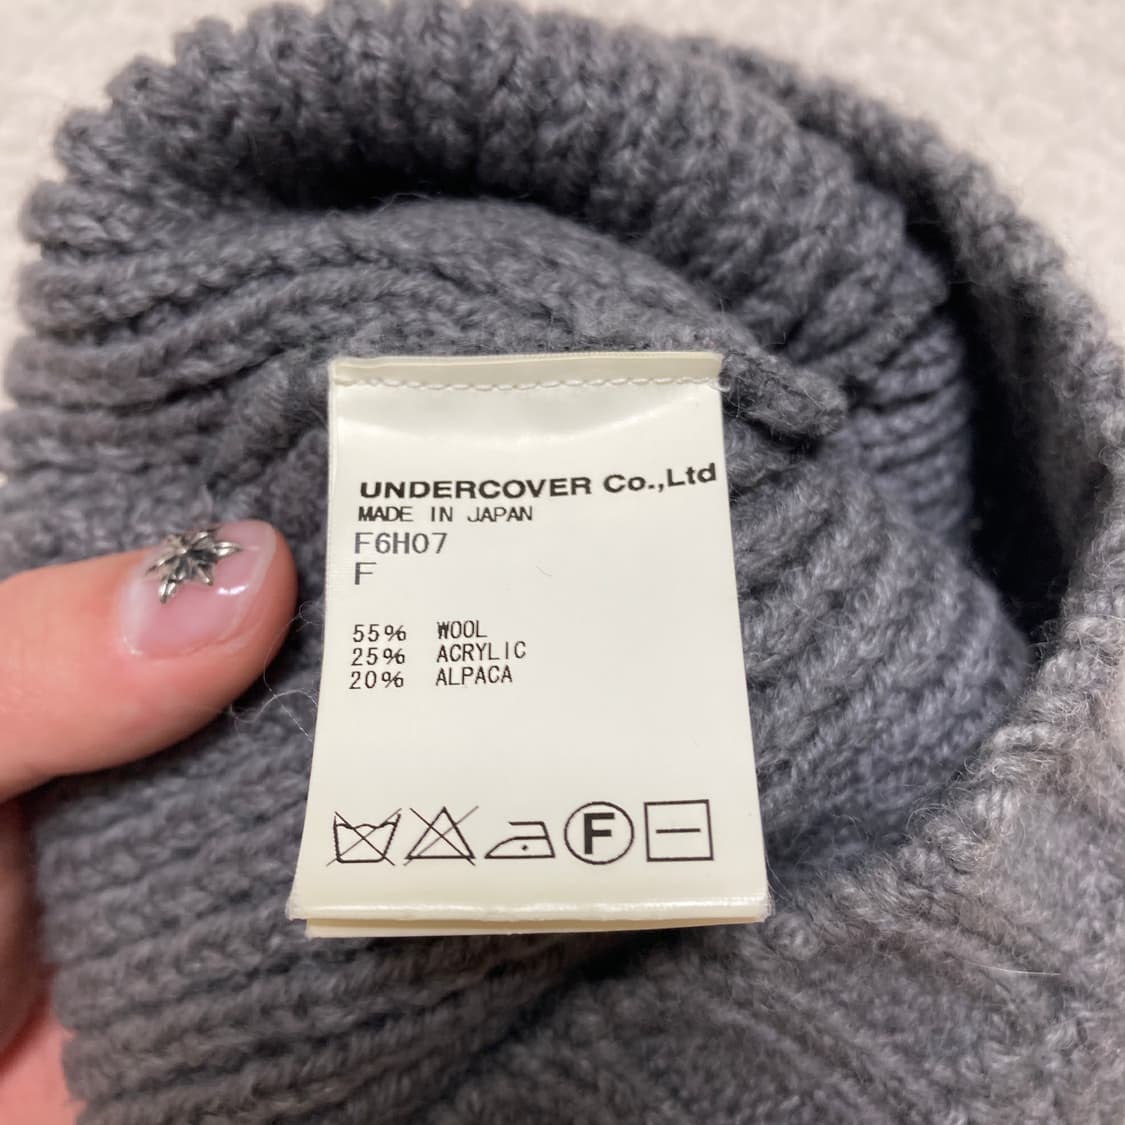 UNDERCOVER Co.,Ltd
MADE IN JAPAN
F6H07
F
55% WOOL
25% ACRYLIC
20% ALPACA
F